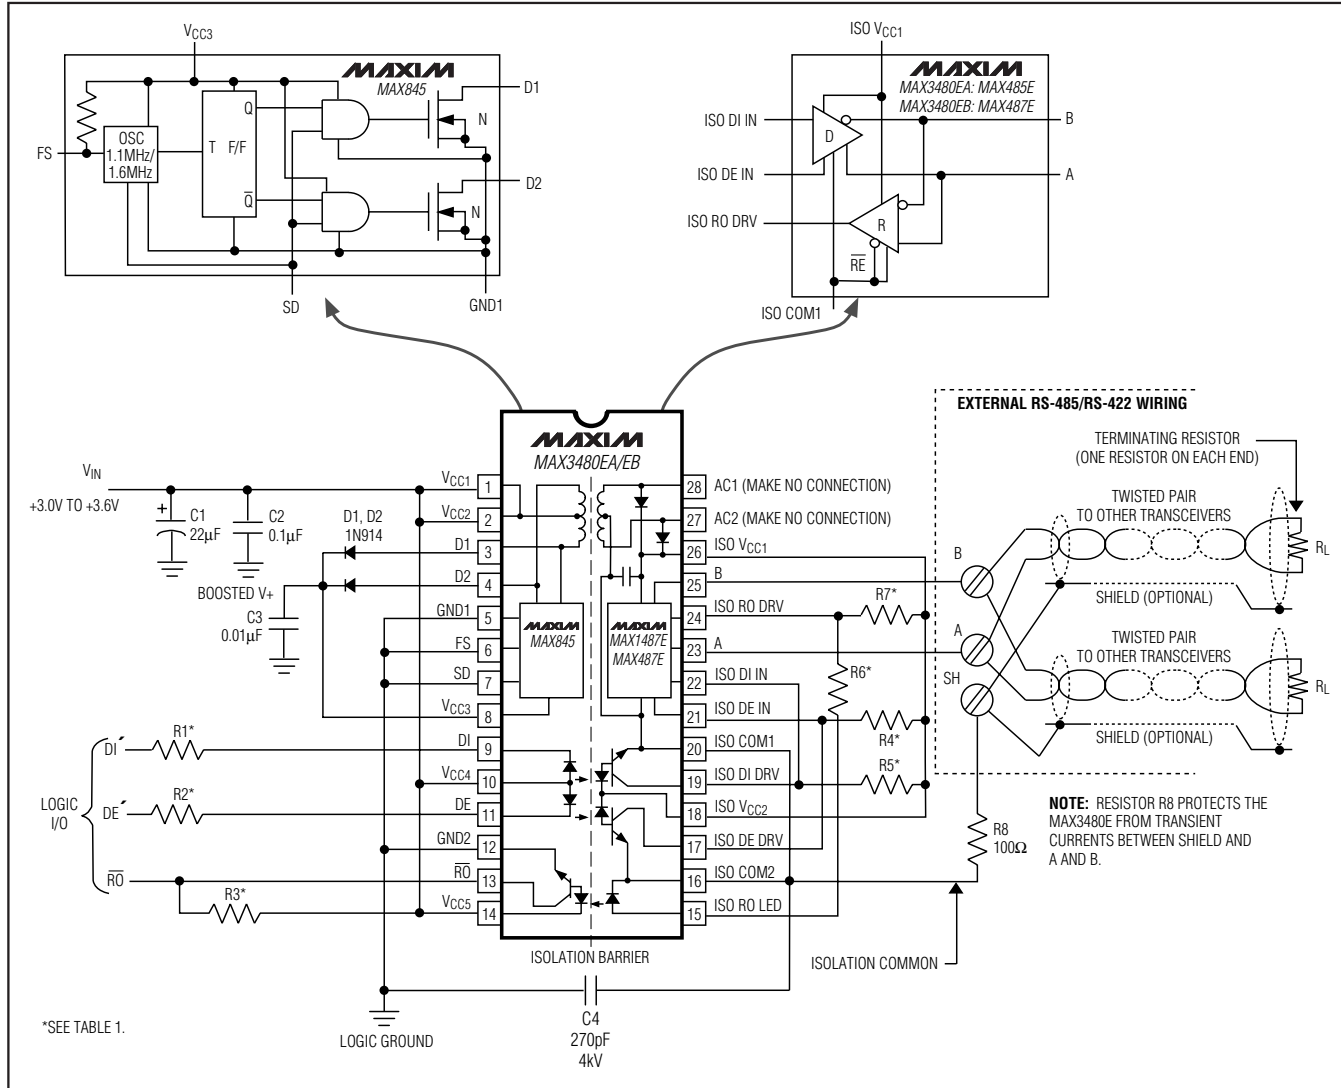 VCC3
MAXIM
MAX845
D1
Q
N
OSC
1.1MHz/
1.6MHz
FS
T F/F
D2
Q̅
N
SD
GND1
ISO VCC1
MAXIM
MAX3480EA: MAX485E
MAX3480EB: MAX487E
ISO DI IN
D
B
ISO DE IN
A
ISO RO DRV
R
R̅E̅
ISO COM1
MAXIM
MAX3480EA/EB
VIN
+3.0V TO +3.6V
+
C1
22µF
C2
0.1µF
D1, D2
1N914
BOOSTED V+
C3
0.01µF
VCC1
1
VCC2
2
D1
3
D2
4
GND1
5
FS
6
SD
7
VCC3
8
DI
9
VCC4
10
DE
11
GND2
12
R̅O̅
13
VCC5
14
MAXIM
MAX845
MAXIM
MAX1487E
MAX487E
28
AC1 (MAKE NO CONNECTION)
27
AC2 (MAKE NO CONNECTION)
26
ISO VCC1
25
B
24
ISO RO DRV
23
A
22
ISO DI IN
21
ISO DE IN
20
ISO COM1
19
ISO DI DRV
18
ISO VCC2
17
ISO DE DRV
16
ISO COM2
15
ISO RO LED
R7*
R6*
R4*
R5*
LOGIC
I/O
DI´
R1*
DE´
R2*
R̅O̅
R3*
ISOLATION BARRIER
C4
270pF
4kV
LOGIC GROUND
ISOLATION COMMON
EXTERNAL RS-485/RS-422 WIRING
TERMINATING RESISTOR
(ONE RESISTOR ON EACH END)
TWISTED PAIR
TO OTHER TRANSCEIVERS
B
RL
SHIELD (OPTIONAL)
A
TWISTED PAIR
TO OTHER TRANSCEIVERS
SH
RL
SHIELD (OPTIONAL)
R8
100Ω
NOTE: RESISTOR R8 PROTECTS THE
MAX3480E FROM TRANSIENT
CURRENTS BETWEEN SHIELD AND
A AND B.
*SEE TABLE 1.